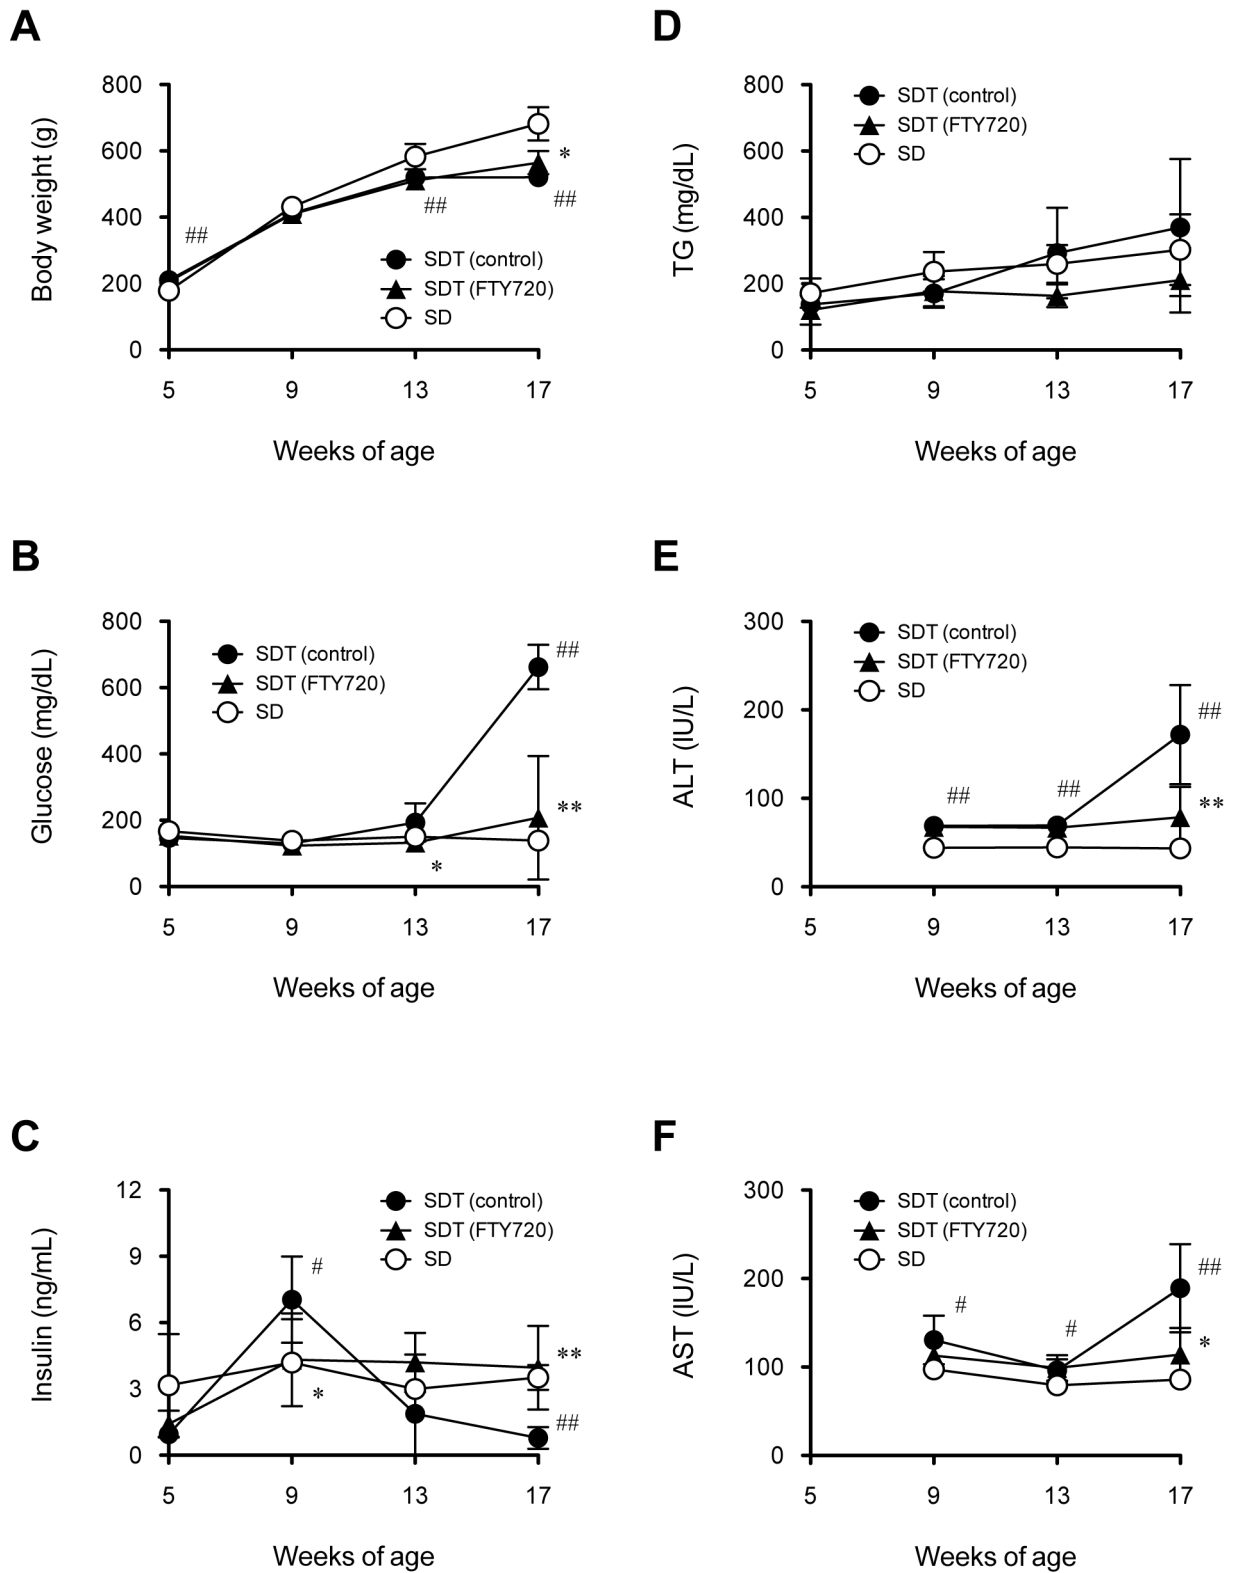 A
Body weight (g)
800
600
400
200
0
##
##
*
##
SDT (control)
SDT (FTY720)
SD
5 9 13 17
Weeks of age
B
Glucose (mg/dL)
800
600
400
200
0
SDT (control)
SDT (FTY720)
SD
##
**
*
5 9 13 17
Weeks of age
C
Insulin (ng/mL)
12
9
6
3
0
SDT (control)
SDT (FTY720)
SD
#
*
**
##
5 9 13 17
Weeks of age
D
TG (mg/dL)
800
600
400
200
0
SDT (control)
SDT (FTY720)
SD
5 9 13 17
Weeks of age
E
ALT (IU/L)
300
200
100
0
SDT (control)
SDT (FTY720)
SD
##
##
##
**
5 9 13 17
Weeks of age
F
AST (IU/L)
300
200
100
0
SDT (control)
SDT (FTY720)
SD
#
#
##
*
5 9 13 17
Weeks of age